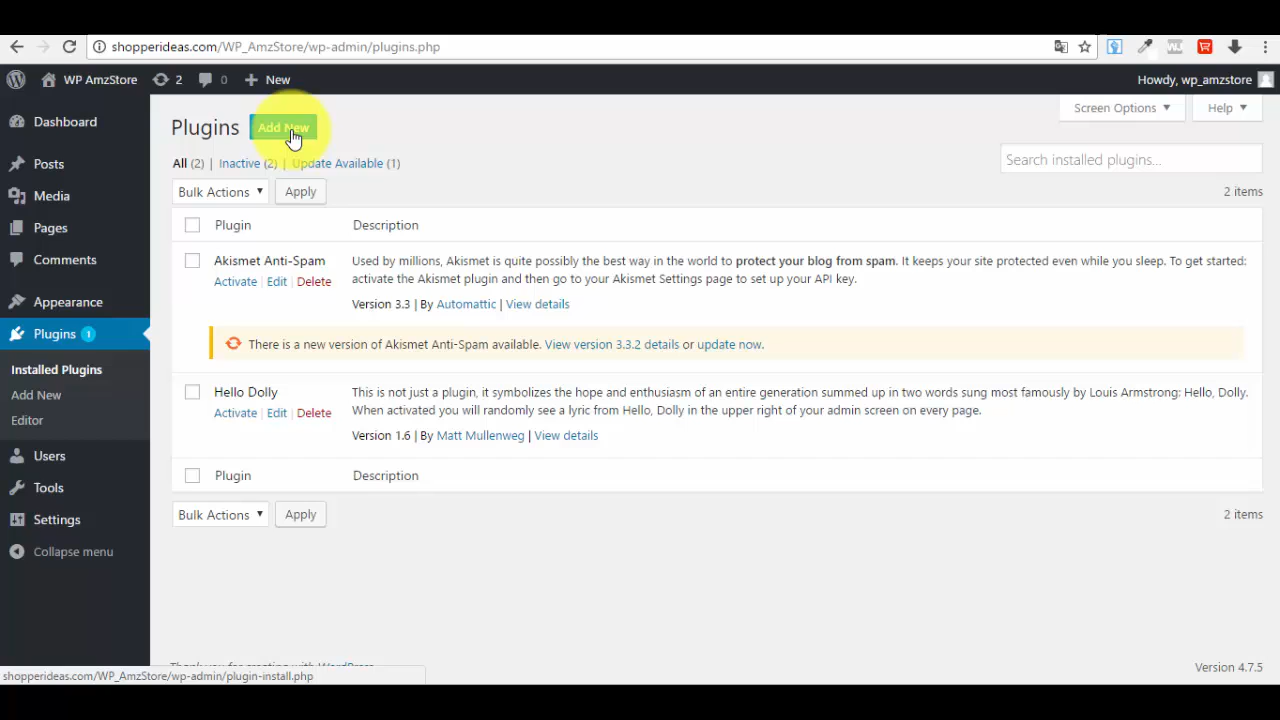 shopperideas.com/WP_AmzStore/wp-admin/plugins.php
WP AmzStore 2 0 New Howdy, wp_amzstore
Dashboard
Posts
Media
Pages
Comments
Appearance
Plugins 1
Installed Plugins
Add New
Editor
Users
Tools
Settings
Collapse menu
Screen Options ▼ Help ▼
Plugins Add New
All (2) | Inactive (2) | Update Available (1)
Search installed plugins...
Bulk Actions ▼ Apply 2 items
Plugin Description
Akismet Anti-Spam
Activate | Edit | Delete
Used by millions, Akismet is quite possibly the best way in the world to protect your blog from spam. It keeps your site protected even while you sleep. To get started:
activate the Akismet plugin and then go to your Akismet Settings page to set up your API key.
Version 3.3 | By Automattic | View details
There is a new version of Akismet Anti-Spam available. View version 3.3.2 details or update now.
Hello Dolly
Activate | Edit | Delete
This is not just a plugin, it symbolizes the hope and enthusiasm of an entire generation summed up in two words sung most famously by Louis Armstrong: Hello, Dolly.
When activated you will randomly see a lyric from Hello, Dolly in the upper right of your admin screen on every page.
Version 1.6 | By Matt Mullenweg | View details
Plugin Description
Bulk Actions ▼ Apply 2 items
Thank you for creating with WordPress Version 4.7.5
shopperideas.com/WP_AmzStore/wp-admin/plugin-install.php